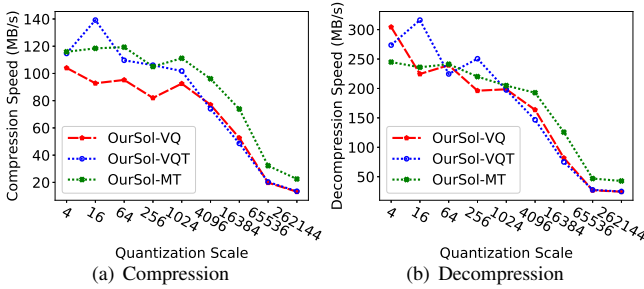 Compression Speed (MB/s)
140
120
100
80
60
40
20
OurSol-VQ
OurSol-VQT
OurSol-MT
4
16
64
256
1024
4096
16384
65536
262144
Quantization Scale
(a) Compression
Decompression Speed (MB/s)
300
250
200
150
100
50
OurSol-VQ
OurSol-VQT
OurSol-MT
4
16
64
256
1024
4096
16384
65536
262144
Quantization Scale
(b) Decompression